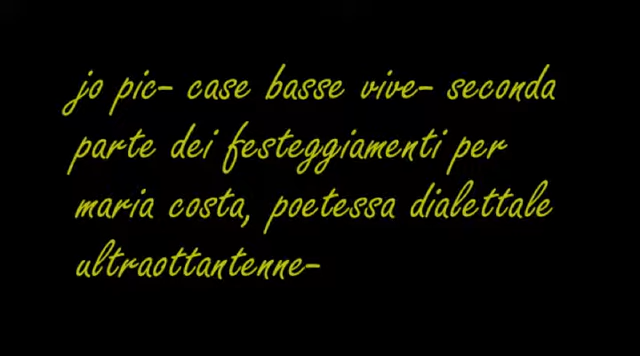 jo pic- case basse vive- seconda
parte dei festeggiamenti per
maria costa, poetessa dialettale
ultraottantenne-